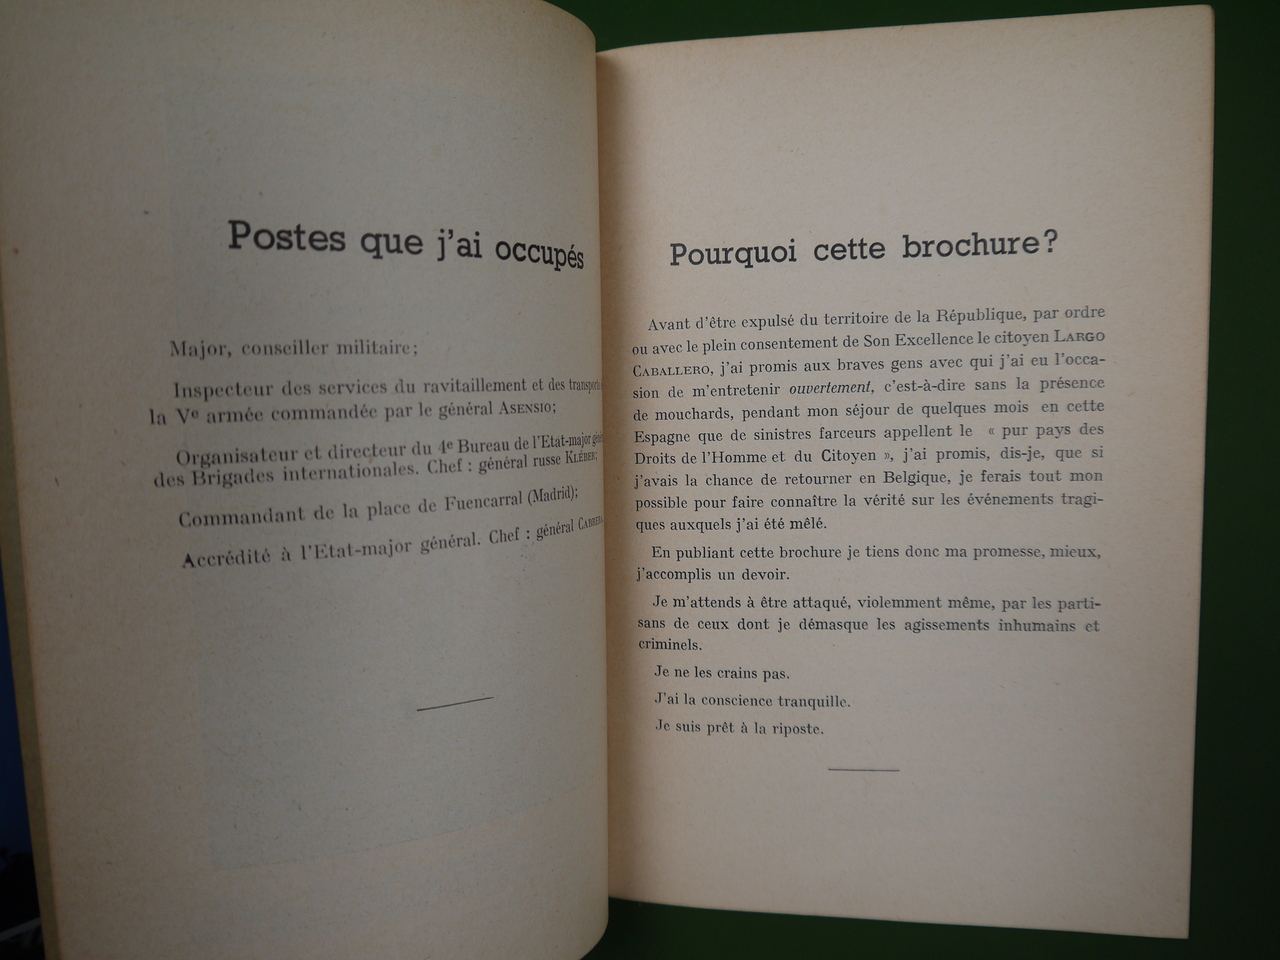 Postes que j'ai occupés
Major, conseiller militaire;
Inspecteur des services du ravitaillement et des
la Ve armée commandée par le général ASENSIO;
Organisateur et directeur du 4e Bureau de l'Etat-major
des Brigades internationales. Chef : général russe KLÉBER;
Commandant de la place de Fuencarral (Madrid);
Accrédité à l'Etat-major général. Chef : général
Pourquoi cette brochure?
Avant d'être expulsé du territoire de la République, par ordre
ou avec le plein consentement de Son Excellence le citoyen LARGO
CABALLERO, j'ai promis aux braves gens avec qui j'ai eu l'occa-
sion de m'entretenir ouvertement, c'est-à-dire sans la présence
de mouchards, pendant mon séjour de quelques mois en cette
Espagne que de sinistres farceurs appellent le « pur pays des
Droits de l'Homme et du Citoyen », j'ai promis, dis-je, que si
j'avais la chance de retourner en Belgique, je ferais tout mon
possible pour faire connaître la vérité sur les événements tragi-
ques auxquels j'ai été mêlé.
En publiant cette brochure je tiens donc ma promesse, mieux,
j'accomplis un devoir.
Je m'attends à être attaqué, violemment même, par les parti-
sans de ceux dont je démasque les agissements inhumains et
criminels.
Je ne les crains pas.
J'ai la conscience tranquille.
Je suis prêt à la riposte.